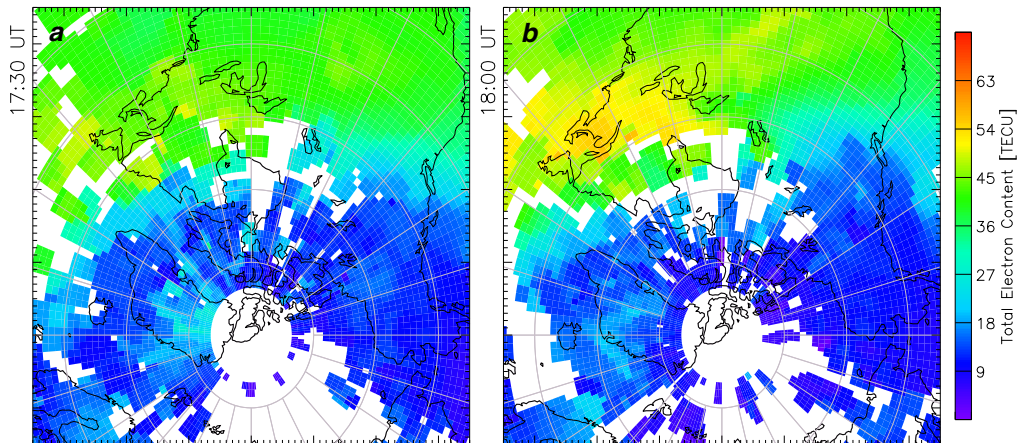 17:30 UT
a
18:00 UT
b
63
54
45
36
27
18
9
Total Electron Content [TECU]